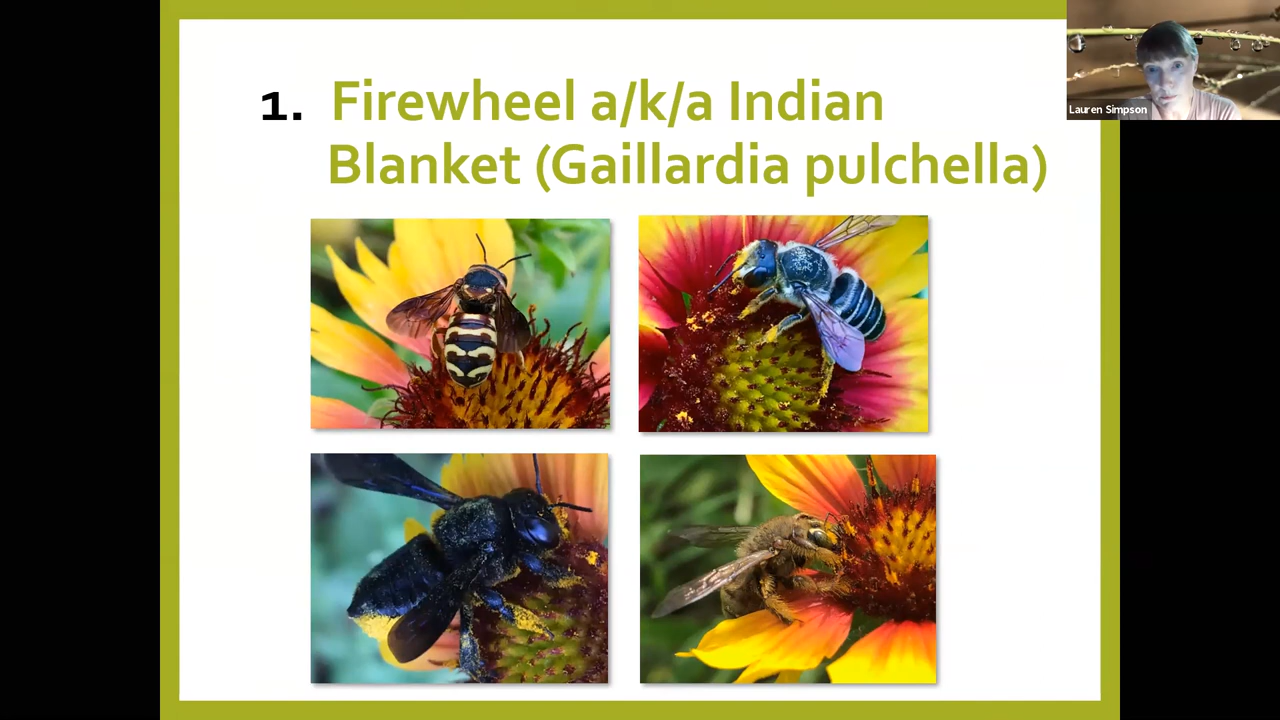 1. Firewheel a/k/a Indian
Blanket (Gaillardia pulchella)
Lauren Simpson